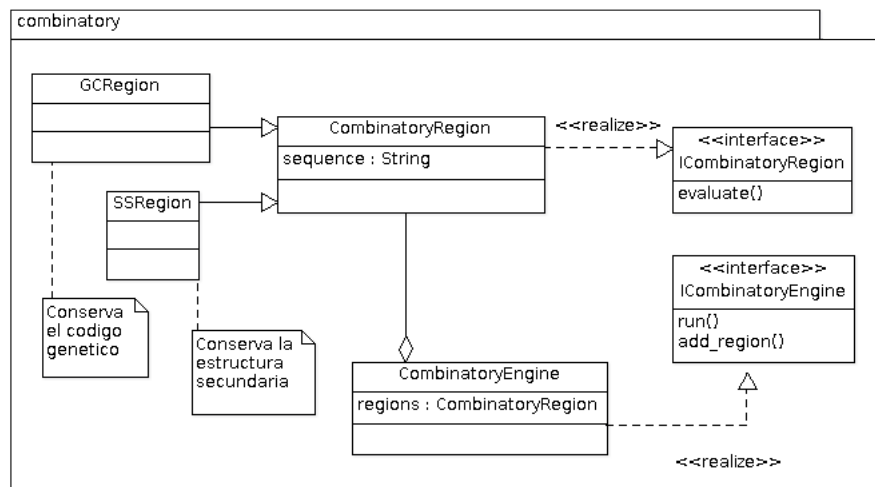 combinatory
GCRegion
CombinatoryRegion
sequence : String
<<realize>>
<<interface>>
ICombinatoryRegion
evaluate()
SSRegion
<<interface>>
ICombinatoryEngine
run()
add_region()
Conserva
el codigo
genetico
Conserva la
estructura
secundaria
CombinatoryEngine
regions : CombinatoryRegion
<<realize>>